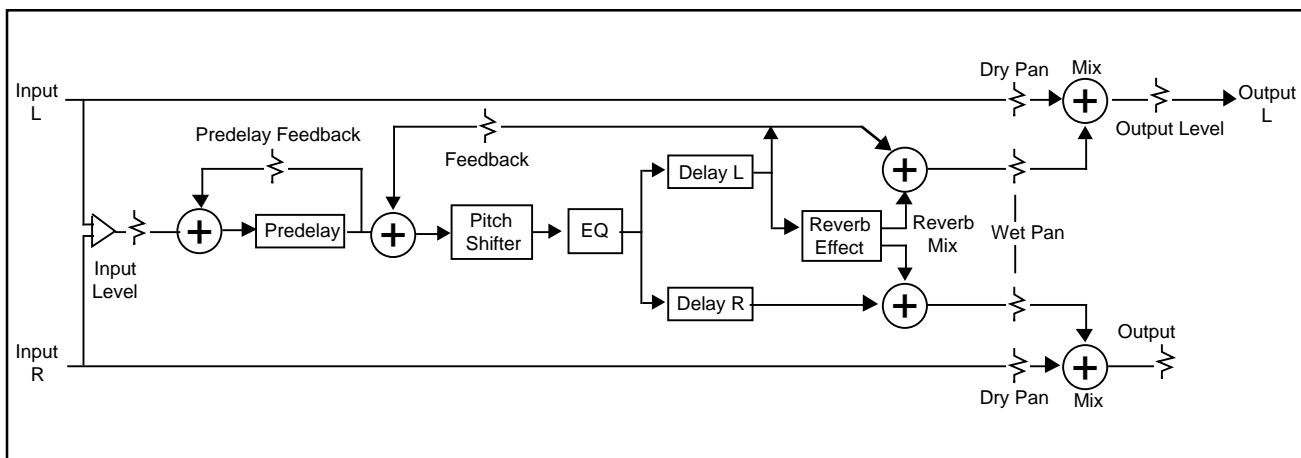 Input
L
Dry Pan
Mix
Output
L
Output Level
Predelay Feedback
Feedback
Delay L
Predelay
Pitch
Shifter
EQ
Reverb
Effect
Reverb
Mix
Wet Pan
Input
Level
Delay R
Input
R
Output
Dry Pan
Mix